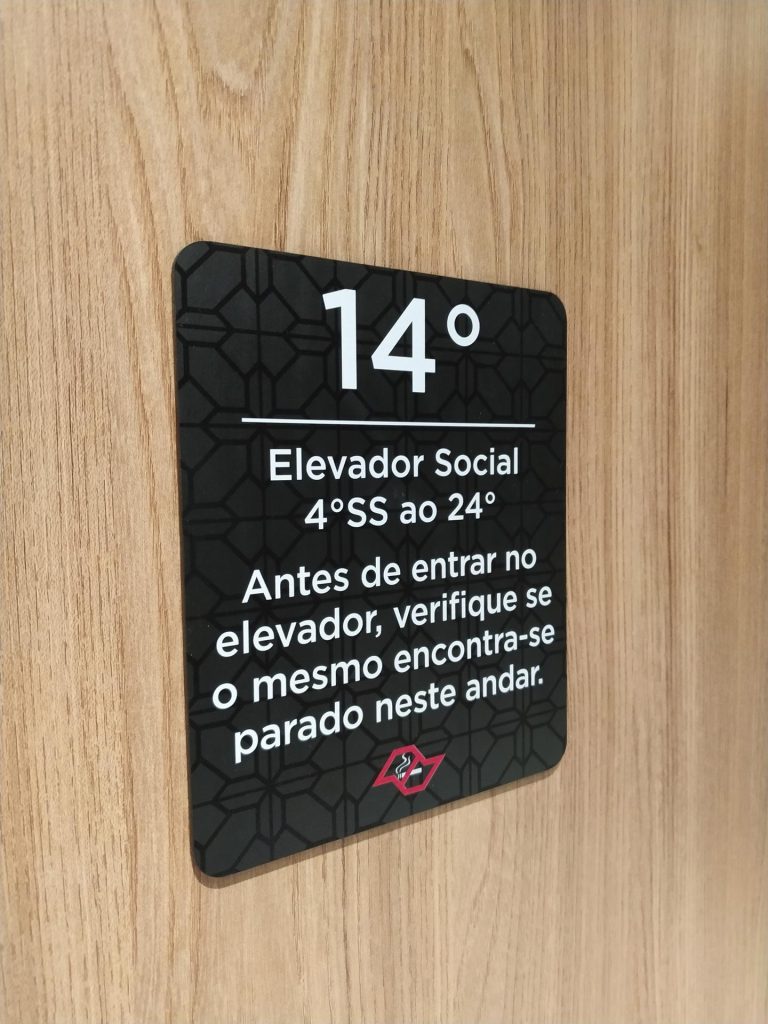 14°
Elevador Social
4°SS ao 24°
Antes de entrar no
elevador, verifique se
o mesmo encontra-se
parado neste andar.